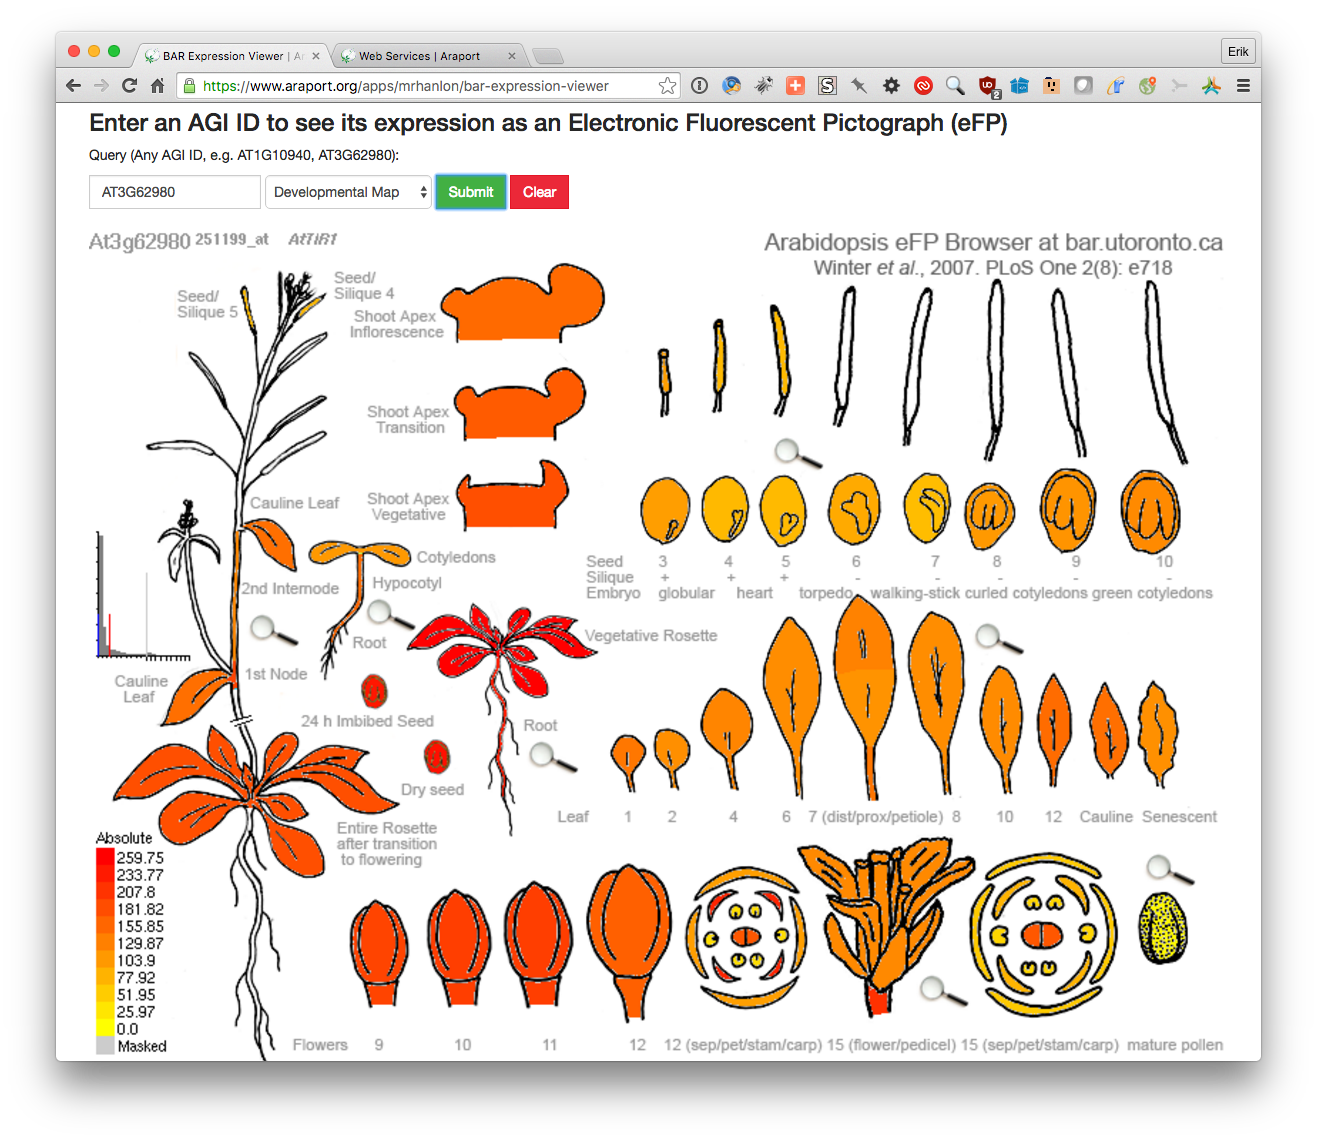 BAR Expression Viewer | Ar
Web Services | Araport
Erik
https://www.araport.org/apps/mrhanlon/bar-expression-viewer
2
Enter an AGI ID to see its expression as an Electronic Fluorescent Pictograph (eFP)
Query (Any AGI ID, e.g. AT1G10940, AT3G62980):
AT3G62980 Developmental Map Submit Clear
At3g62980 251199_at AtTIR1
Arabidopsis eFP Browser at bar.utoronto.ca
Winter et al., 2007. PLoS One 2(8): e718
Seed/
Silique 5
Seed/
Silique 4
Shoot Apex
Inflorescence
Shoot Apex
Transition
Shoot Apex
Vegetative
Cauline Leaf
Cotyledons
2nd Internode
Hypocotyl
Root
Seed 3 4 5 6 7 8 9 10
Silique + + + - - - - -
Embryo globular heart torpedo walking-stick curled cotyledons green cotyledons
Vegetative Rosette
1st Node
Cauline
Leaf
24 h Imbibed Seed
Root
Dry seed
Leaf 1 2 4 6 7 (dist/prox/petiole) 8 10 12 Cauline Senescent
Entire Rosette
after transition
to flowering
Absolute
259.75
233.77
207.8
181.82
155.85
129.87
103.9
77.92
51.95
25.97
0.0
Masked
Flowers 9 10 11 12 12 (sep/pet/stam/carp) 15 (flower/pedicel) 15 (sep/pet/stam/carp) mature pollen